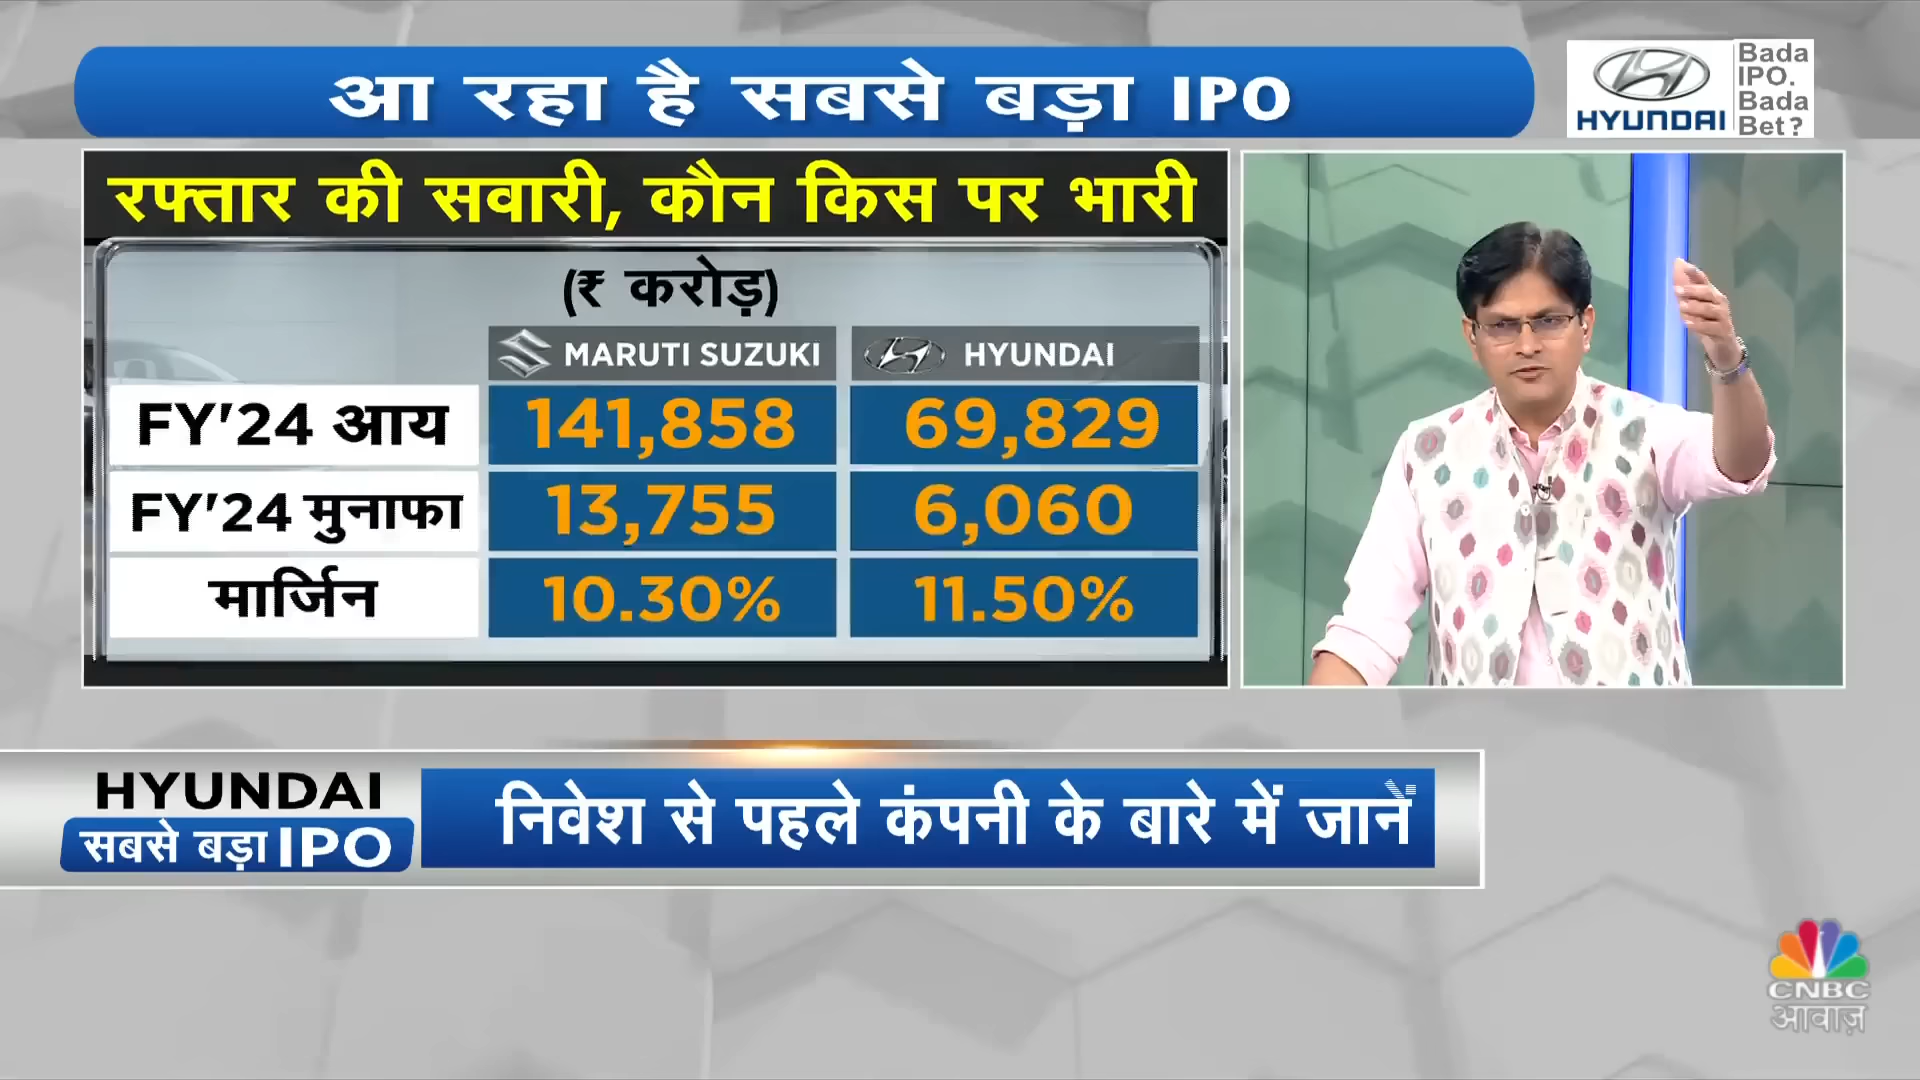 आ रहा है सबसे बड़ा IPO
HYUNDAI
Bada
IPO.
Bada
Bet?
रफ्तार की सवारी, कौन किस पर भारी
(₹ करोड़)
MARUTI SUZUKI HYUNDAI
FY'24 आय 141,858 69,829
FY'24 मुनाफा 13,755 6,060
मार्जिन 10.30% 11.50%
HYUNDAI
सबसे बड़ा IPO
निवेश से पहले कंपनी के बारे में जानें
CNBC
आवाज़